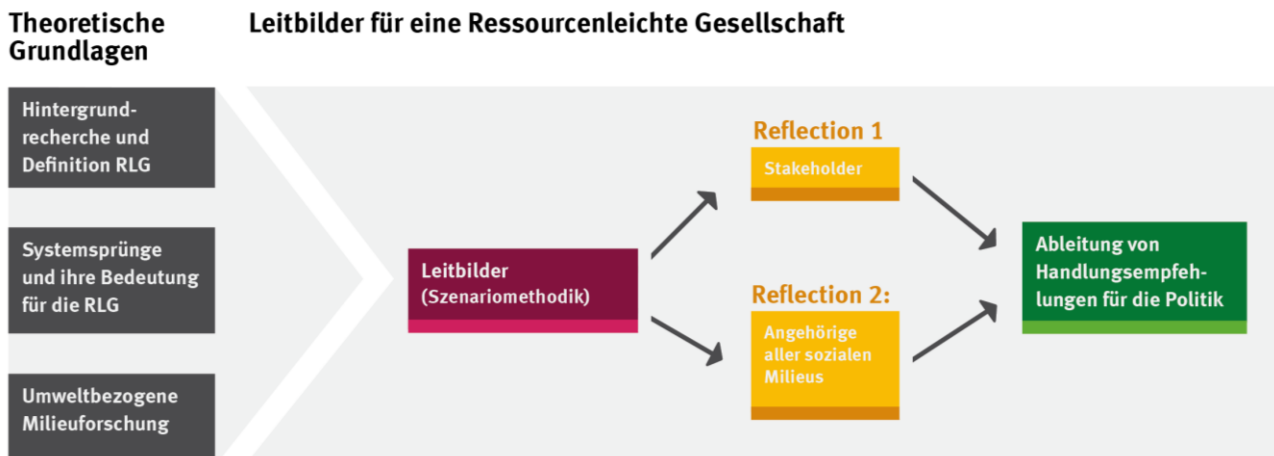 Theoretische
Grundlagen
Leitbilder für eine Ressourcenleichte Gesellschaft
Hintergrund-
recherche und
Definition RLG
Systemsprünge
und ihre Bedeutung
für die RLG
Umweltbezogene
Milieuforschung
Leitbilder
(Szenariomethodik)
Reflection 1
Stakeholder
Reflection 2:
Angehörige
aller sozialen
Milieus
Ableitung von
Handlungsempfeh-
lungen für die Politik